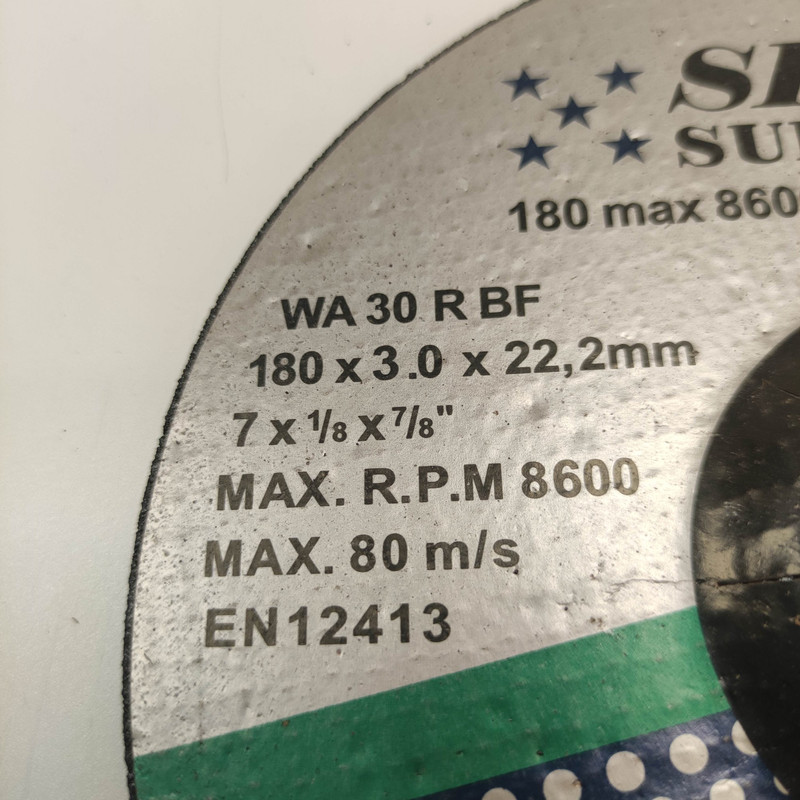 180 max 860
WA 30 R BF
180 x 3.0 x 22,2mm
7 x 1/8 x 7/8"
MAX. R.P.M 8600
MAX. 80 m/s
EN12413